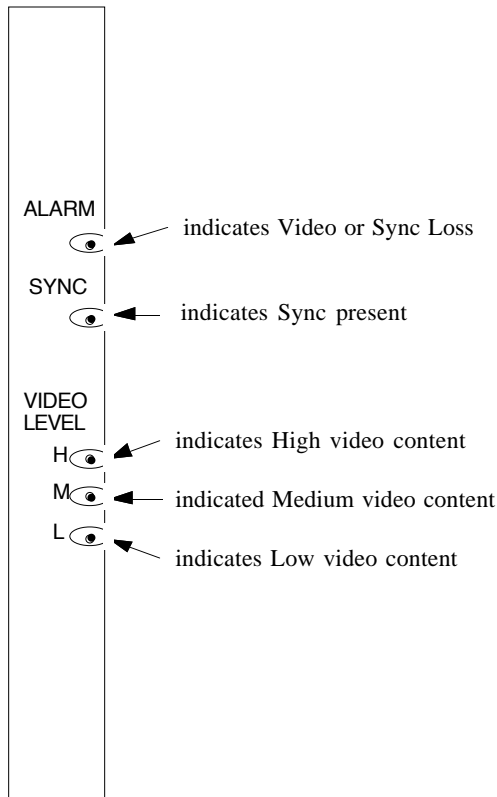 ALARM
indicates Video or Sync Loss
SYNC
indicates Sync present
VIDEO
LEVEL
H
indicates High video content
M
indicated Medium video content
L
indicates Low video content